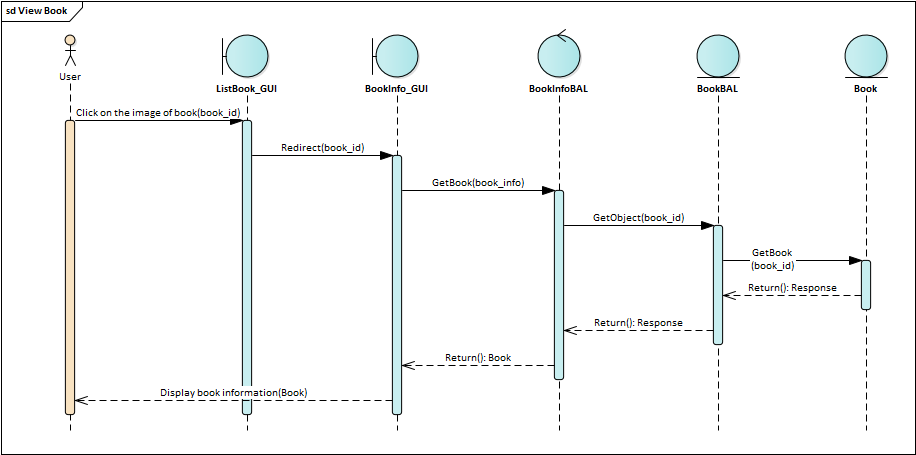 sd View Book
User
ListBook_GUI
BookInfo_GUI
BookInfoBAL
BookBAL
Book
Click on the image of book(book_id)
Redirect(book_id)
GetBook(book_info)
GetObject(book_id)
GetBook
(book_id)
Return(): Response
Return(): Response
Return(): Book
Display book information(Book)